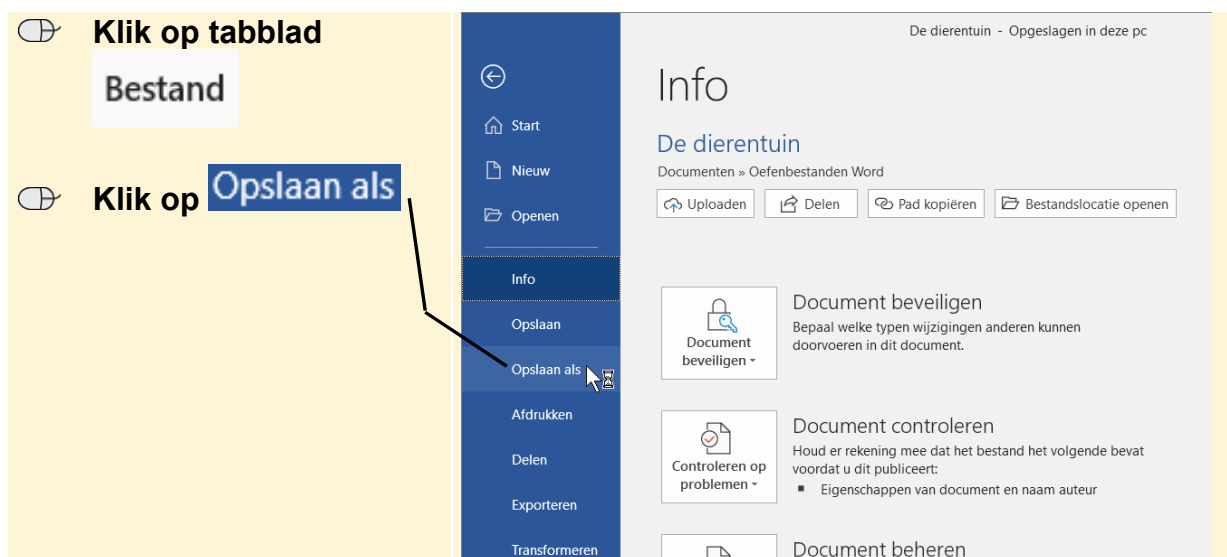 Klik op tabblad
Bestand
Klik op Opslaan als
De dierentuin - Opgeslagen in deze pc
Start
Nieuw
Openen
Info
Opslaan
Opslaan als
Afdrukken
Delen
Exporteren
Transformeren
Info
De dierentuin
Documenten » Oefenbestanden Word
Uploaden Delen Pad kopiëren Bestandslocatie openen
Document
beveiligen
Document beveiligen
Bepaal welke typen wijzigingen anderen kunnen
doorvoeren in dit document.
Controleren op
problemen
Document controleren
Houd er rekening mee dat het bestand het volgende bevat
voordat u dit publiceert:
▪ Eigenschappen van document en naam auteur
Document beheren